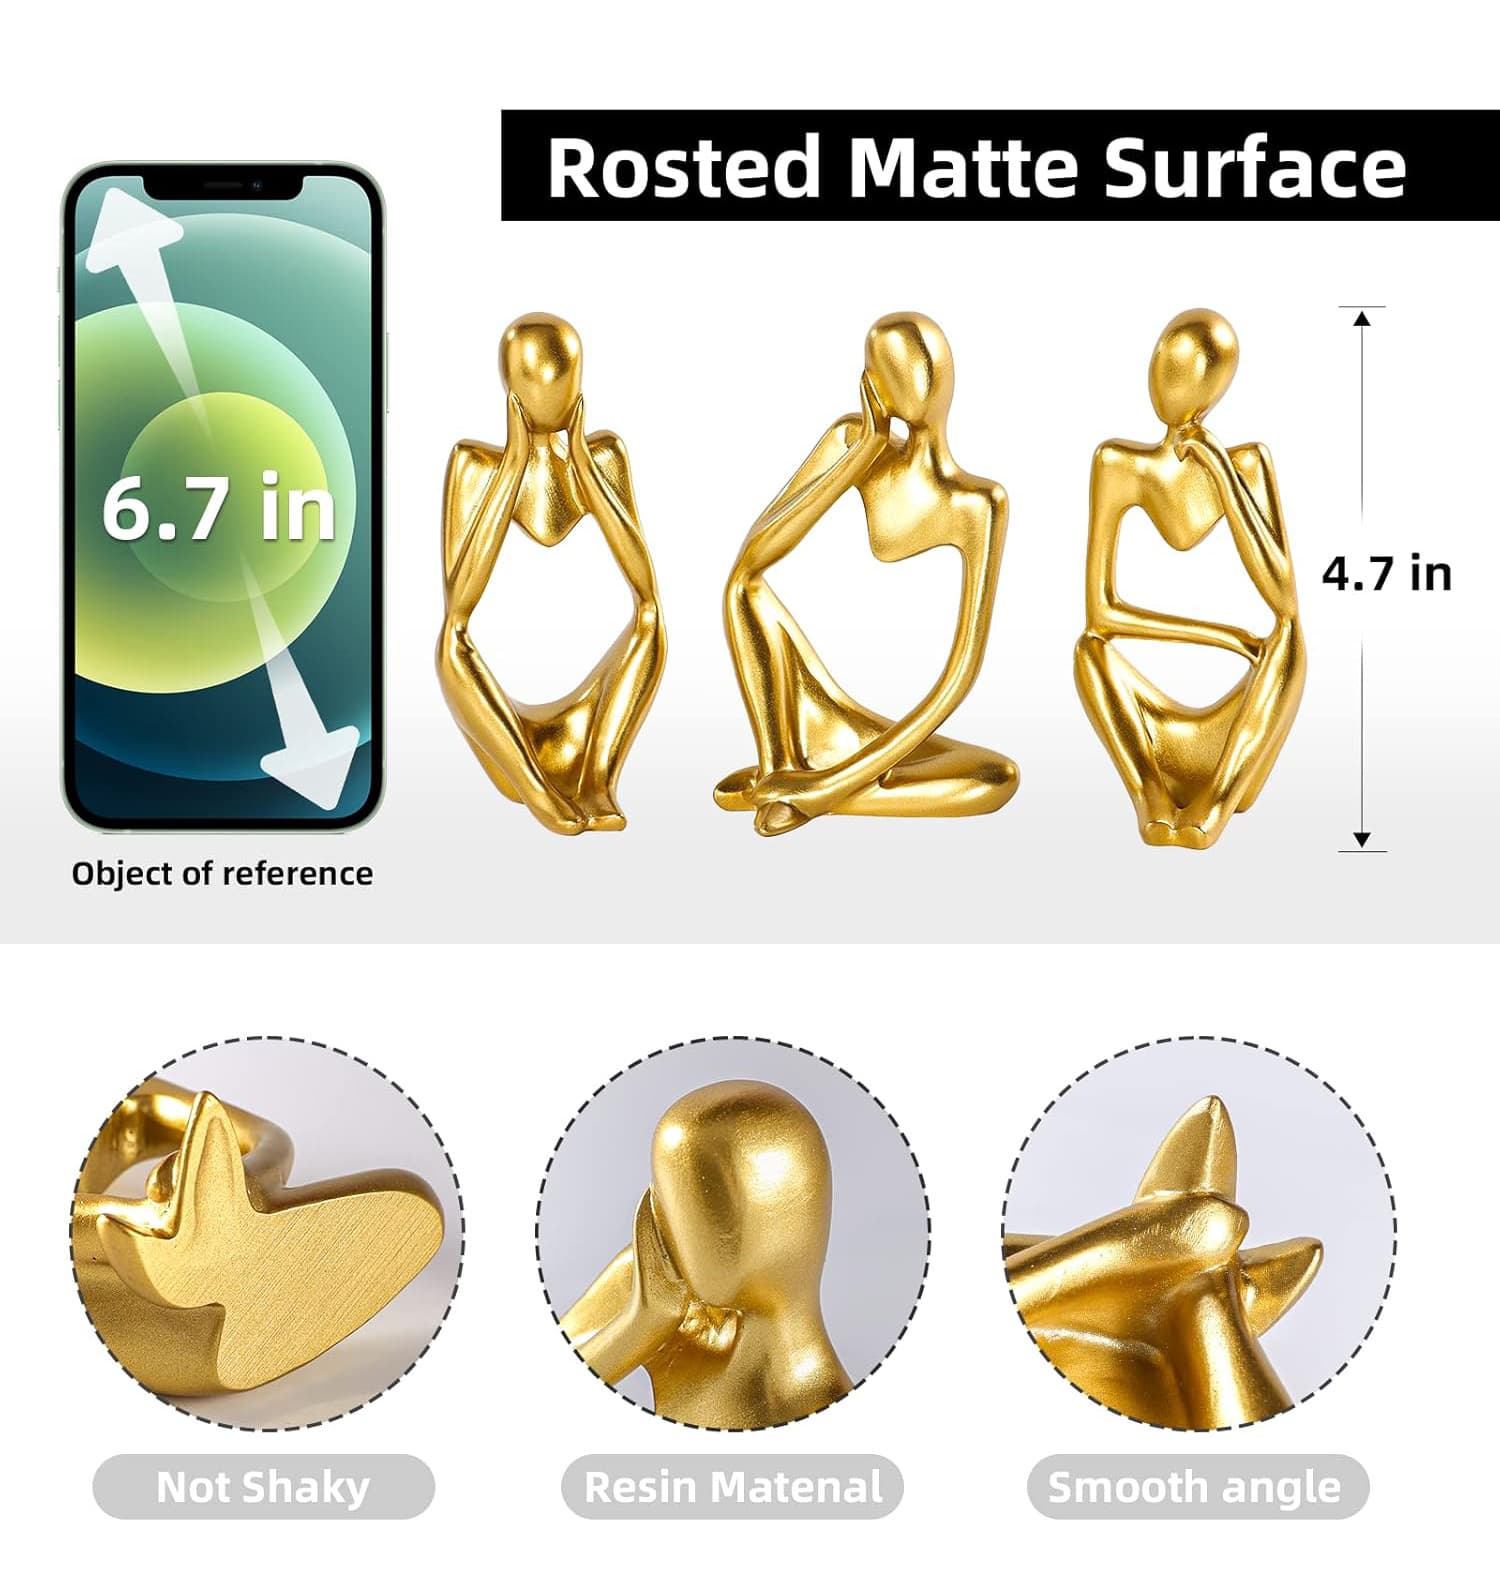 Rosted Matte Surface
6.7 in
4.7 in
Object of reference
Not Shaky
Resin Matenal
Smooth angle